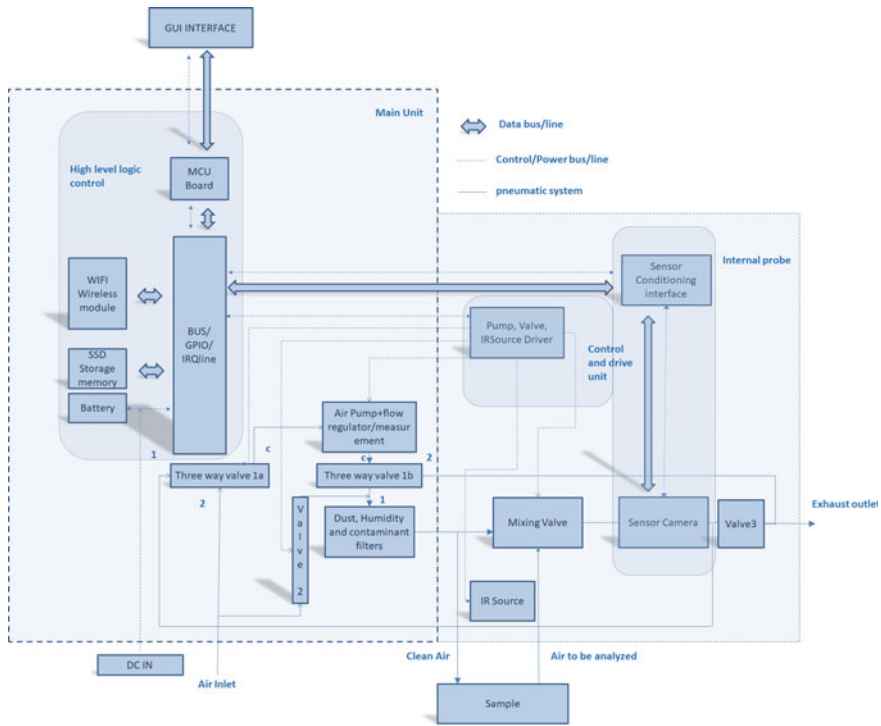 GUI INTERFACE
Main Unit
Data bus/line
Control/Power bus/line
pneumatic system
High level logic
control
MCU
Board
Internal probe
WIFI
Wireless
module
BUS/
GPIO/
IRQline
Sensor
Conditioning
interface
Pump, Valve,
IRSource Driver
Control
and drive
unit
SSD
Storage
memory
Battery
Air Pump+flow
regulator/measur
ement
1
c
c
2
Three way valve 1a
Three way valve 1b
2
1
V
a
l
v
e
2
Dust, Humidity
and contaminant
filters
Mixing Valve
Sensor Camera
Valve3
Exhaust outlet
IR Source
DC IN
Air Inlet
Clean Air
Air to be analyzed
Sample